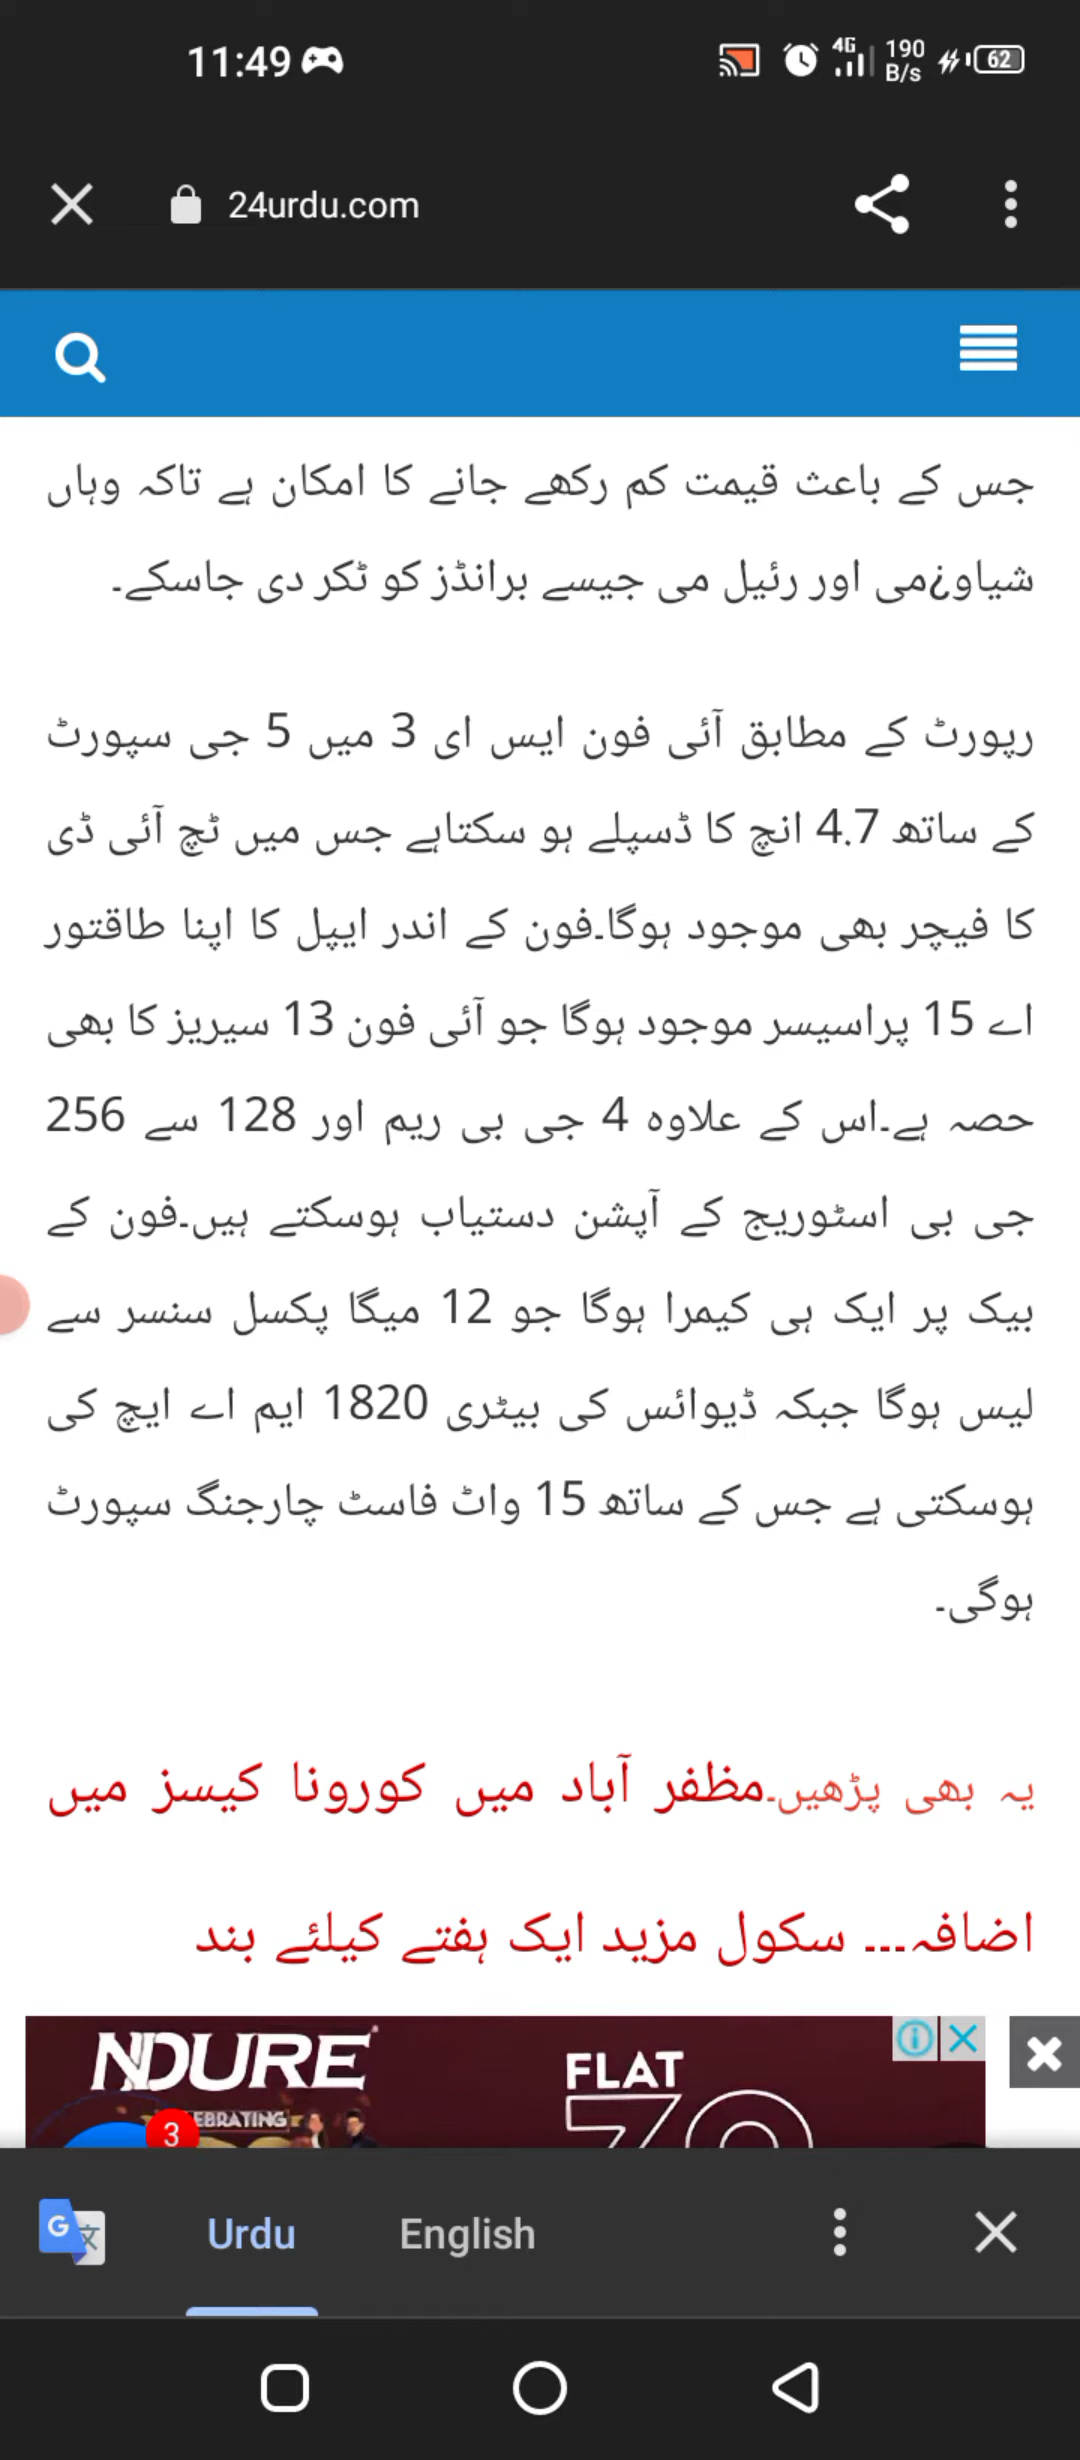 11:49
4G
190
B/s
62
24urdu.com
جس کے باعث قیمت کم رکھے جانے کا امکان ہے تاکہ وہاں
شیاو¿می اور رئیل می جیسے برانڈز کو ٹکر دی جاسکے۔
رپورٹ کے مطابق آئی فون ایس ای 3 میں 5 جی سپورٹ
کے ساتھ 4.7 انچ کا ڈسپلے ہو سکتاہے جس میں ٹچ آئی ڈی
کا فیچر بھی موجود ہوگا۔فون کے اندر ایپل کا اپنا طاقتور
اے 15 پراسیسر موجود ہوگا جو آئی فون 13 سیریز کا بھی
حصہ ہے۔اس کے علاوہ 4 جی بی ریم اور 128 سے 256
جی بی اسٹوریج کے آپشن دستیاب ہوسکتے ہیں۔فون کے
بیک پر ایک ہی کیمرا ہوگا جو 12 میگا پکسل سنسر سے
لیس ہوگا جبکہ ڈیوائس کی بیٹری 1820 ایم اے ایچ کی
ہوسکتی ہے جس کے ساتھ 15 واٹ فاسٹ چارجنگ سپورٹ
ہوگی۔
یہ بھی پڑھیں۔مظفر آباد میں کورونا کیسز میں
اضافہ... سکول مزید ایک ہفتے کیلئے بند
NDURE
FLAT
3
Urdu
English